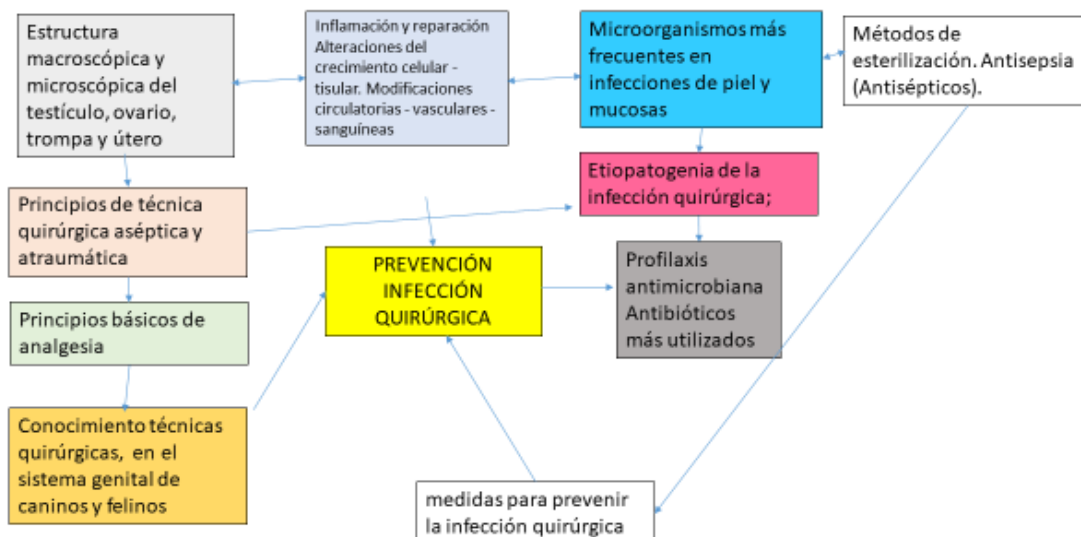 Estructura
macroscópica y
microscópica del
testículo, ovario,
trompa y útero
Inflamación y reparación
Alteraciones del
crecimiento celular -
tisular. Modificaciones
circulatorias - vasculares -
sanguíneas
Microorganismos más
frecuentes en
infecciones de piel y
mucosas
Métodos de
esterilización. Antisepsia
(Antisépticos).
Principios de técnica
quirúrgica aséptica y
atraumática
Etiopatogenia de la
infección quirúrgica;
PREVENCIÓN
INFECCIÓN
QUIRÚRGICA
Profilaxis
antimicrobiana
Antibióticos
más utilizados
Principios básicos de
analgesia
Conocimiento técnicas
quirúrgicas, en el
sistema genital de
caninos y felinos
medidas para prevenir
la infección quirúrgica